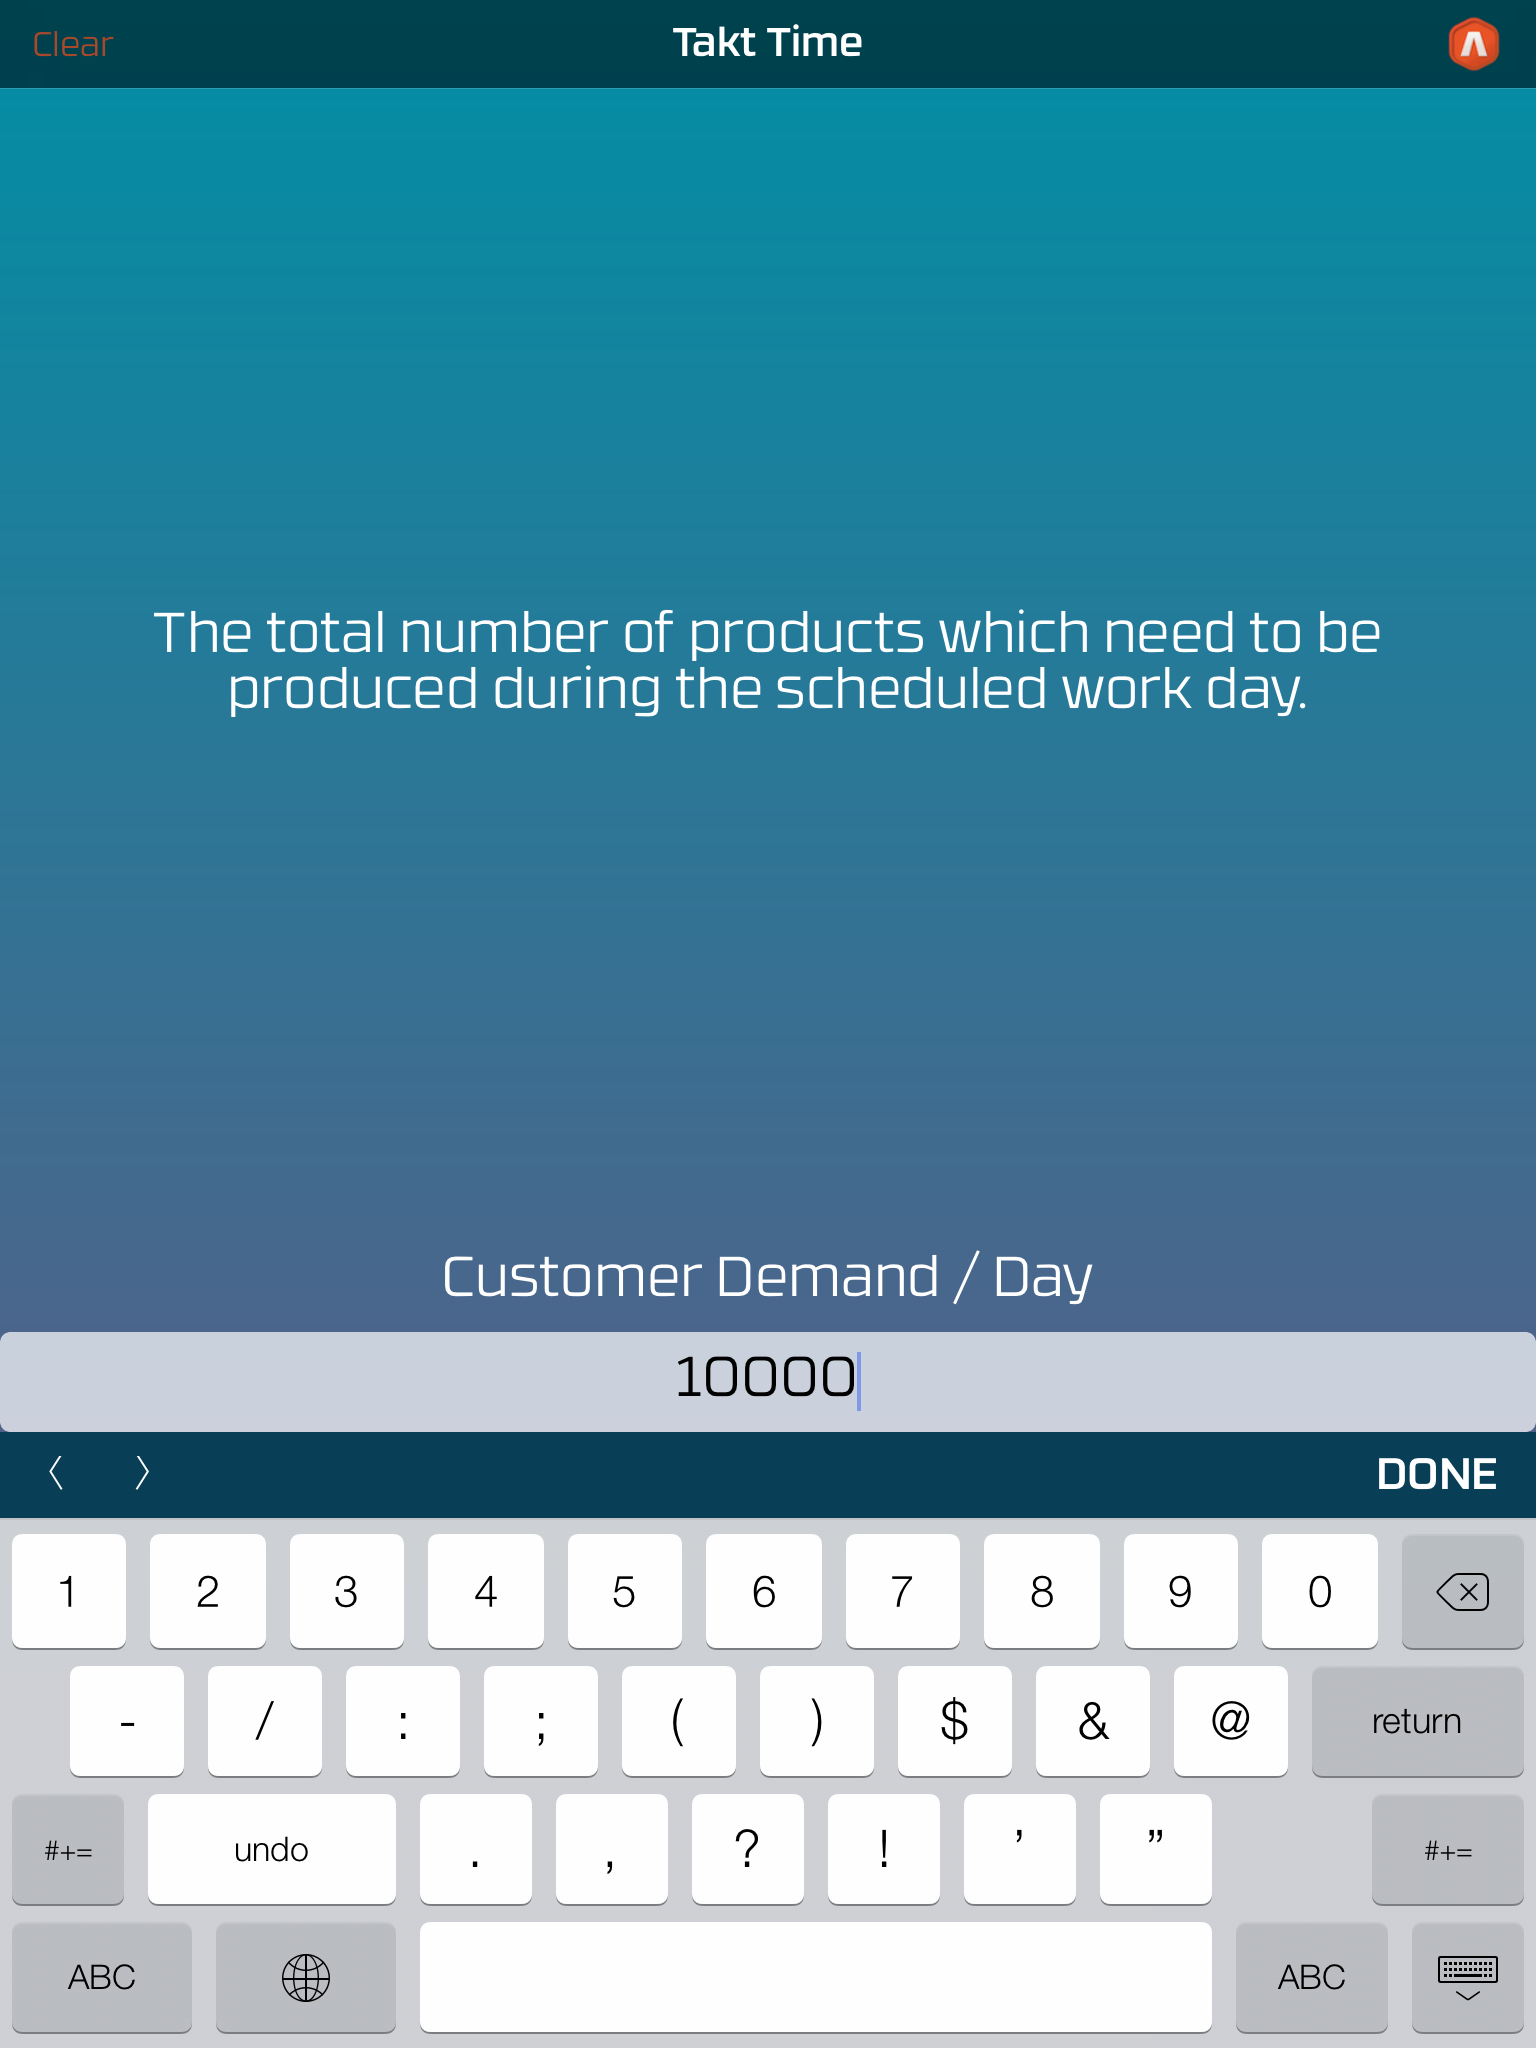 Clear
Takt Time
The total number of products which need to be
produced during the scheduled work day.
Customer Demand / Day
10000
DONE
1 2 3 4 5 6 7 8 9 0
- / : ; ( ) $ & @ return
#+= undo . , ? ! ’ ” #+=
ABC ABC